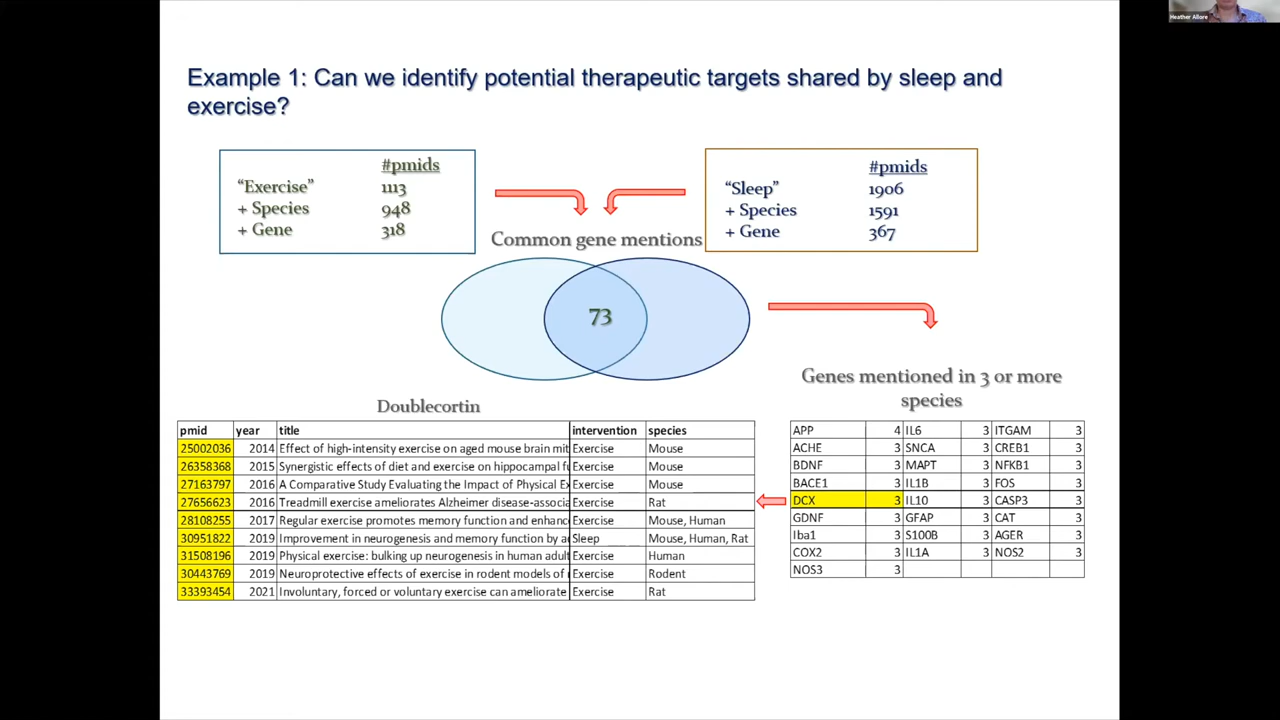 Heather Allore
Example 1: Can we identify potential therapeutic targets shared by sleep and
exercise?
#pmids
“Exercise” 1113
+ Species 948
+ Gene 318
#pmids
“Sleep” 1906
+ Species 1591
+ Gene 367
Common gene mentions
73
Genes mentioned in 3 or more
species
Doublecortin
pmid year title intervention species
25002036 2014 Effect of high-intensity exercise on aged mouse brain mit Exercise Mouse
26358368 2015 Synergistic effects of diet and exercise on hippocampal fu Exercise Mouse
27163797 2016 A Comparative Study Evaluating the Impact of Physical Ex Exercise Mouse
27656623 2016 Treadmill exercise ameliorates Alzheimer disease-associa Exercise Rat
28108255 2017 Regular exercise promotes memory function and enhanc Exercise Mouse, Human
30951822 2019 Improvement in neurogenesis and memory function by a Sleep Mouse, Human, Rat
31508196 2019 Physical exercise: bulking up neurogenesis in human adult Exercise Human
30443769 2019 Neuroprotective effects of exercise in rodent models of Exercise Rodent
33393454 2021 Involuntary, forced or voluntary exercise can ameliorate Exercise Rat
APP 4 IL6 3 ITGAM 3
ACHE 3 SNCA 3 CREB1 3
BDNF 3 MAPT 3 NFKB1 3
BACE1 3 IL1B 3 FOS 3
DCX 3 IL10 3 CASP3 3
GDNF 3 GFAP 3 CAT 3
Iba1 3 S100B 3 AGER 3
COX2 3 IL1A 3 NOS2 3
NOS3 3